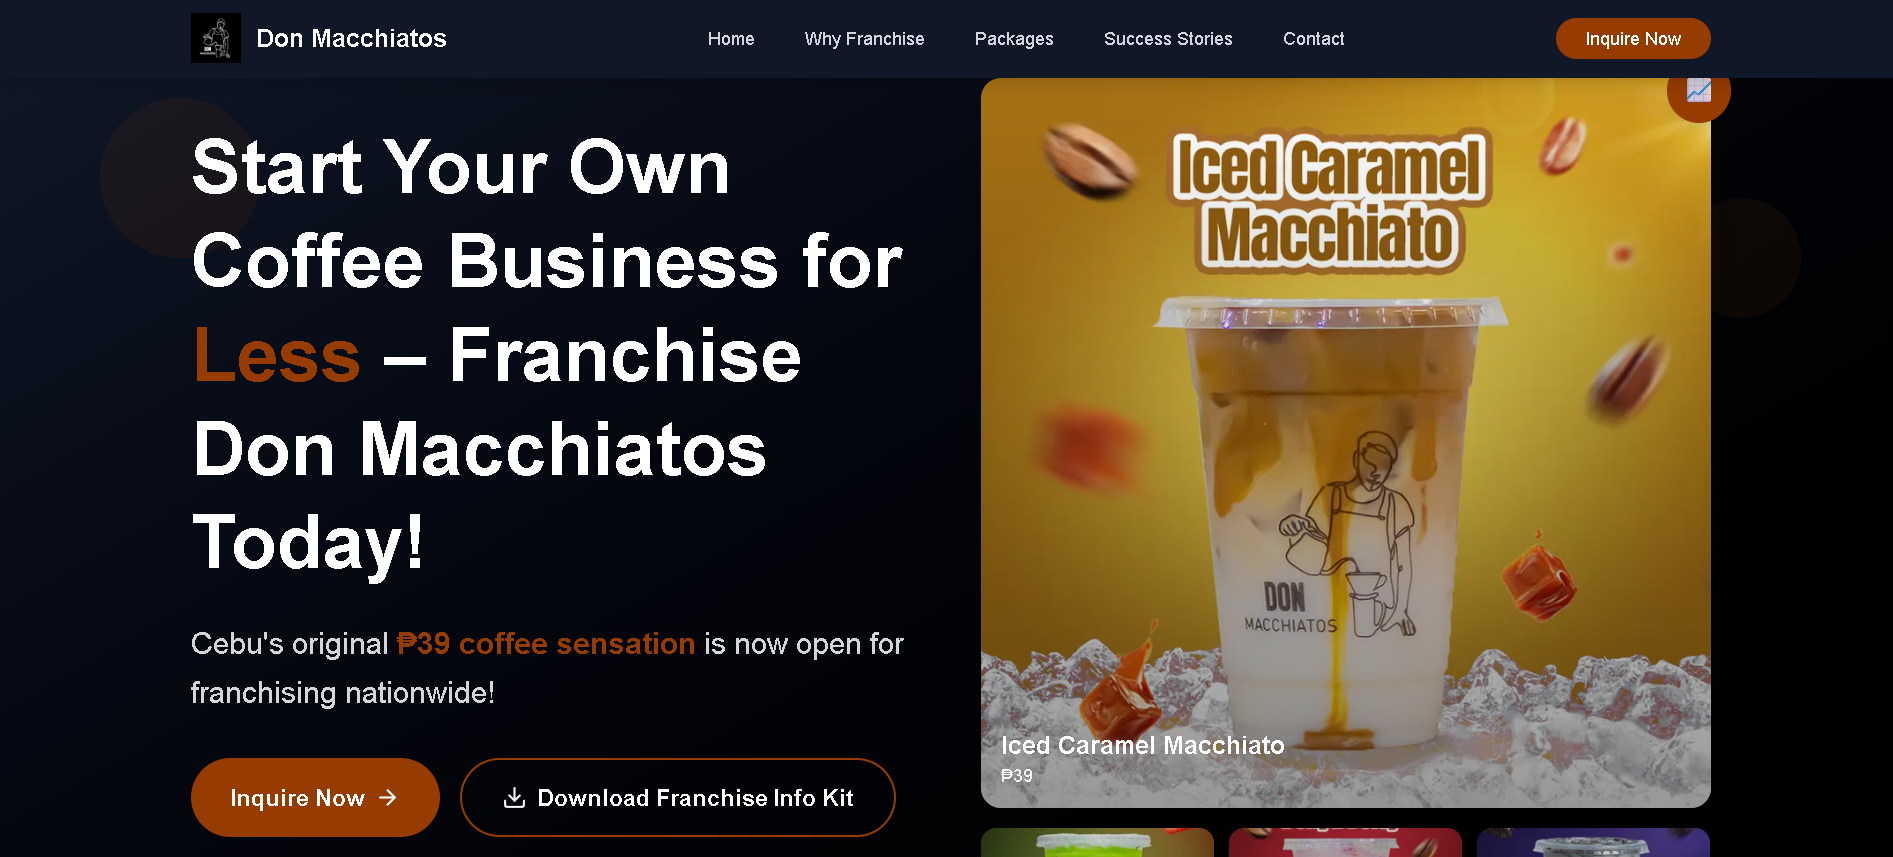 DON
MACCHIATOS
Don Macchiatos
Home
Why Franchise
Packages
Success Stories
Contact
Inquire Now
Start Your Own
Coffee Business for
Less – Franchise
Don Macchiatos
Today!
Cebu's original ₱39 coffee sensation is now open for
franchising nationwide!
Inquire Now
Download Franchise Info Kit
Iced Caramel
Macchiato
DON
MACCHIATOS
Iced Caramel Macchiato
₱39